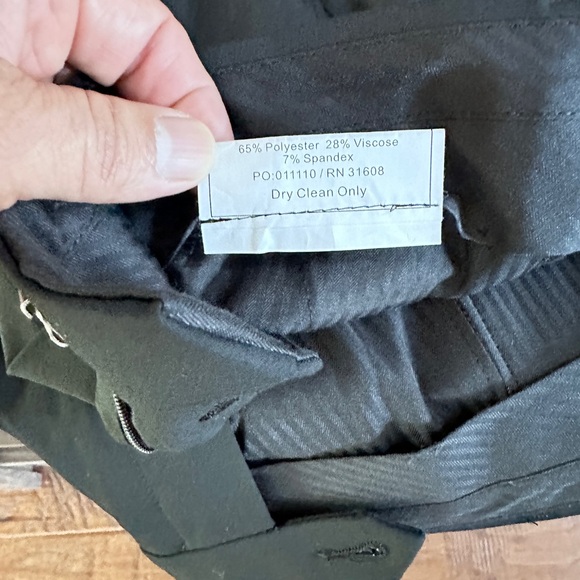 65% Polyester 28% Viscose
7% Spandex
PO:011110 / RN 31608
Dry Clean Only